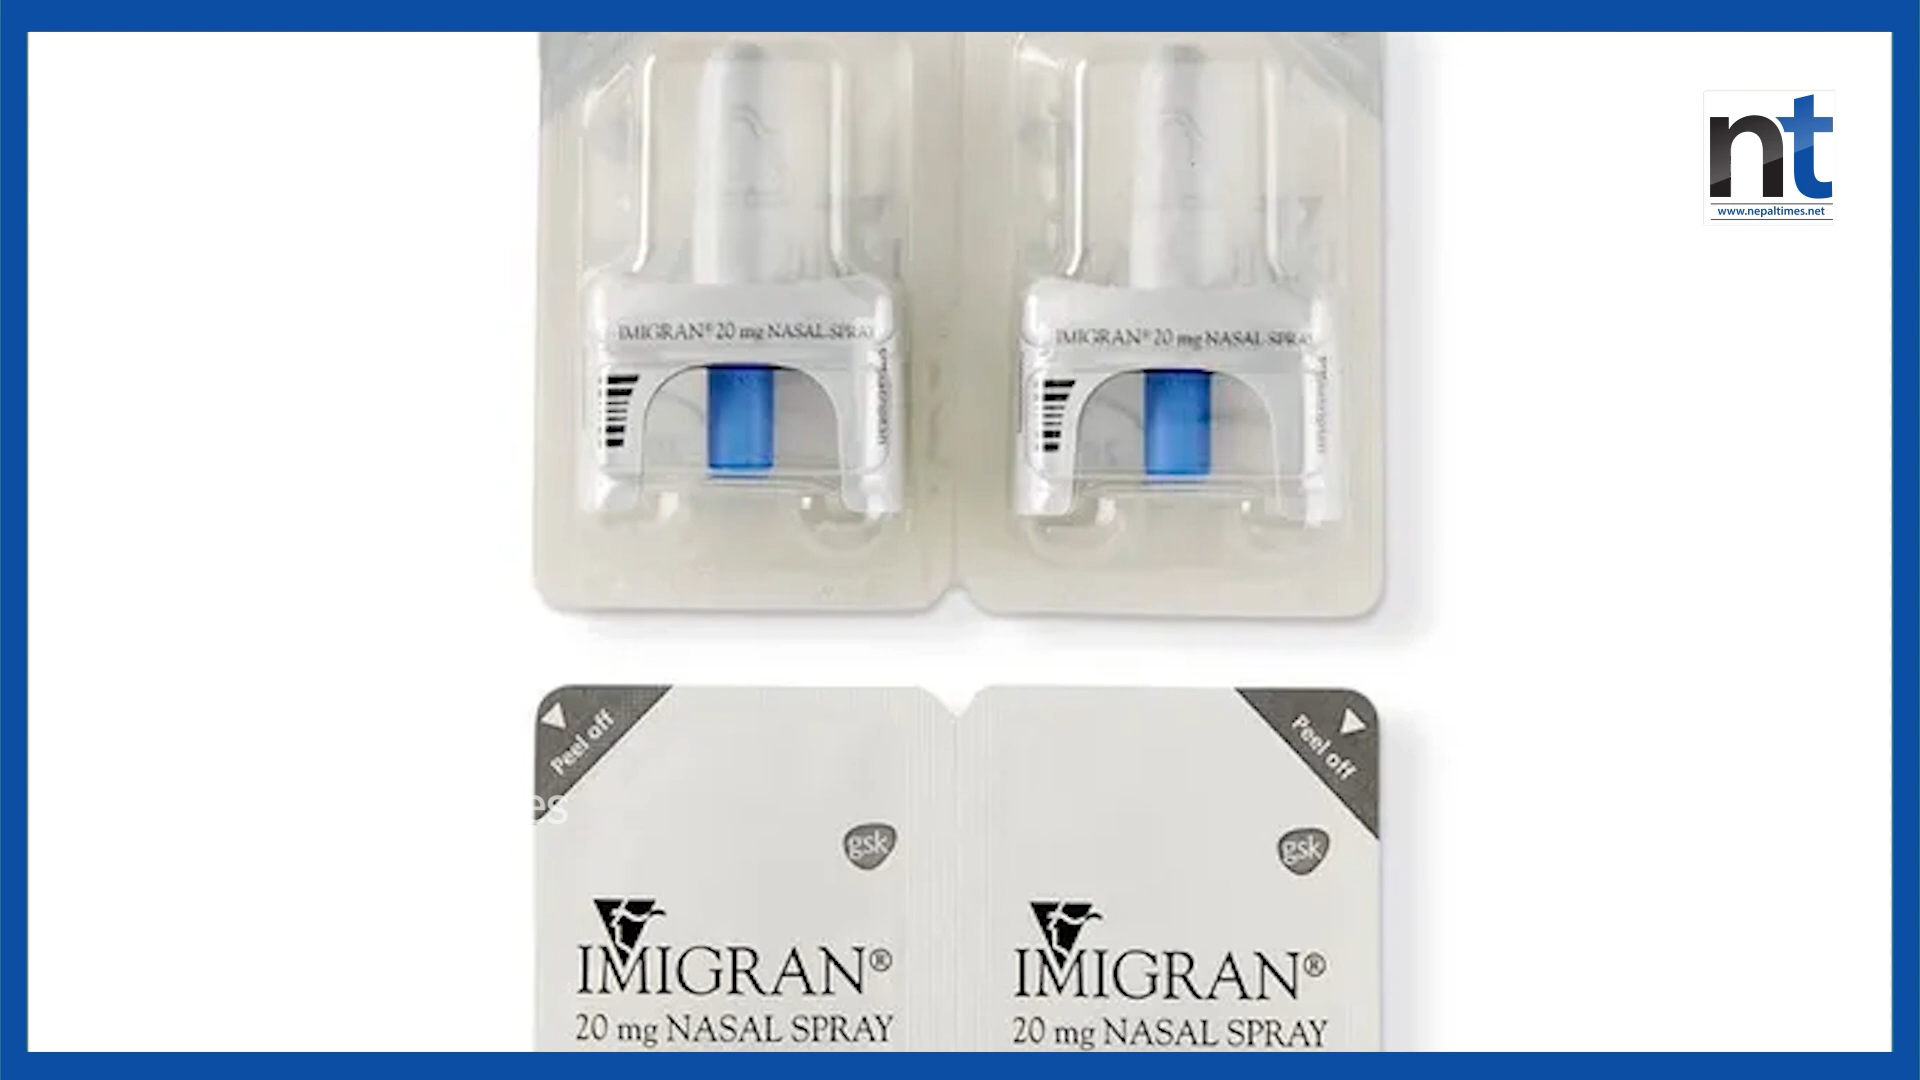 nt
www.nepaltimes.net
IMIGRAN® 20 mg NASAL SPRAY
IMIGRAN® 20 mg NASAL SPRAY
Peel off
Peel off
es
gsk
gsk
IMIGRAN®
20 mg NASAL SPRAY
IMIGRAN®
20 mg NASAL SPRAY